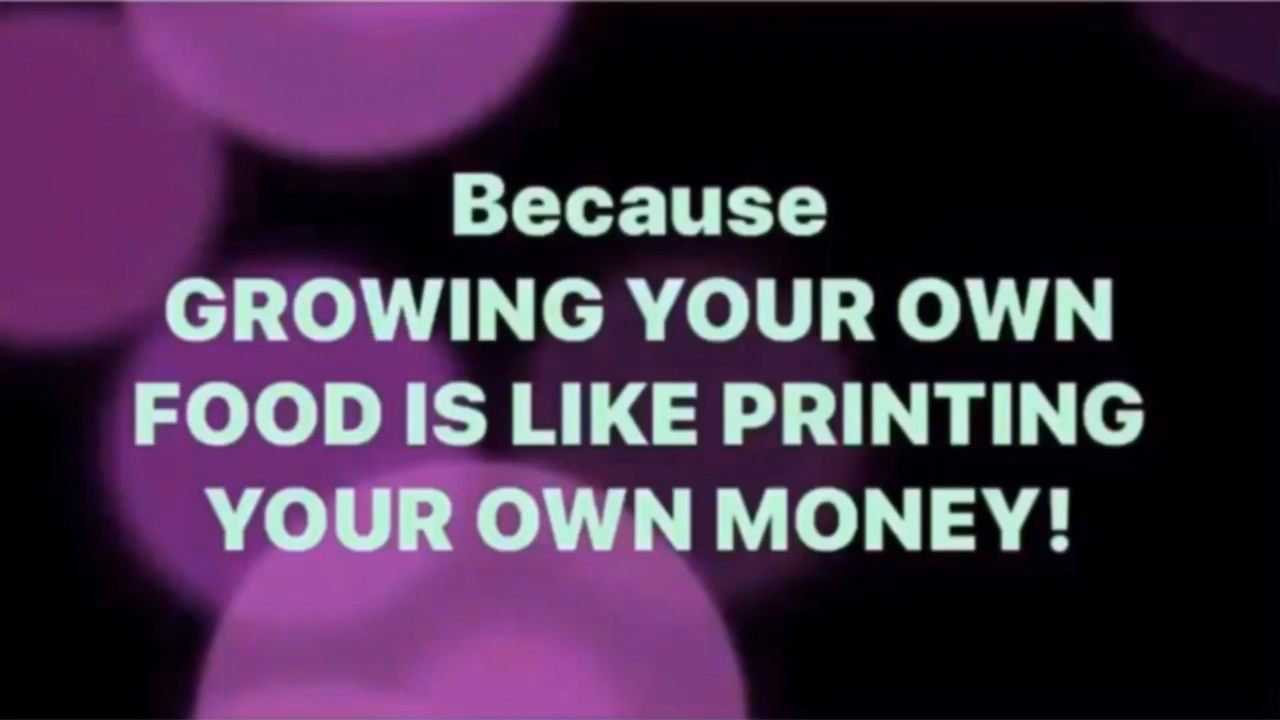 Because
GROWING YOUR OWN
FOOD IS LIKE PRINTING
YOUR OWN MONEY!